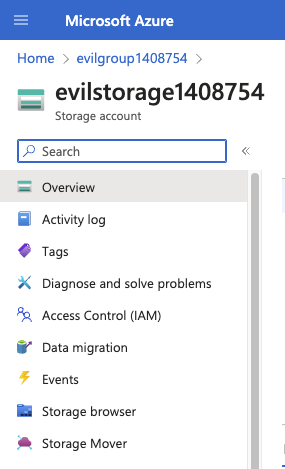 Microsoft Azure
Home > evilgroup1408754 >
evilstorage1408754
Storage account
Search
«
Overview
Activity log
Tags
Diagnose and solve problems
Access Control (IAM)
Data migration
Events
Storage browser
Storage Mover